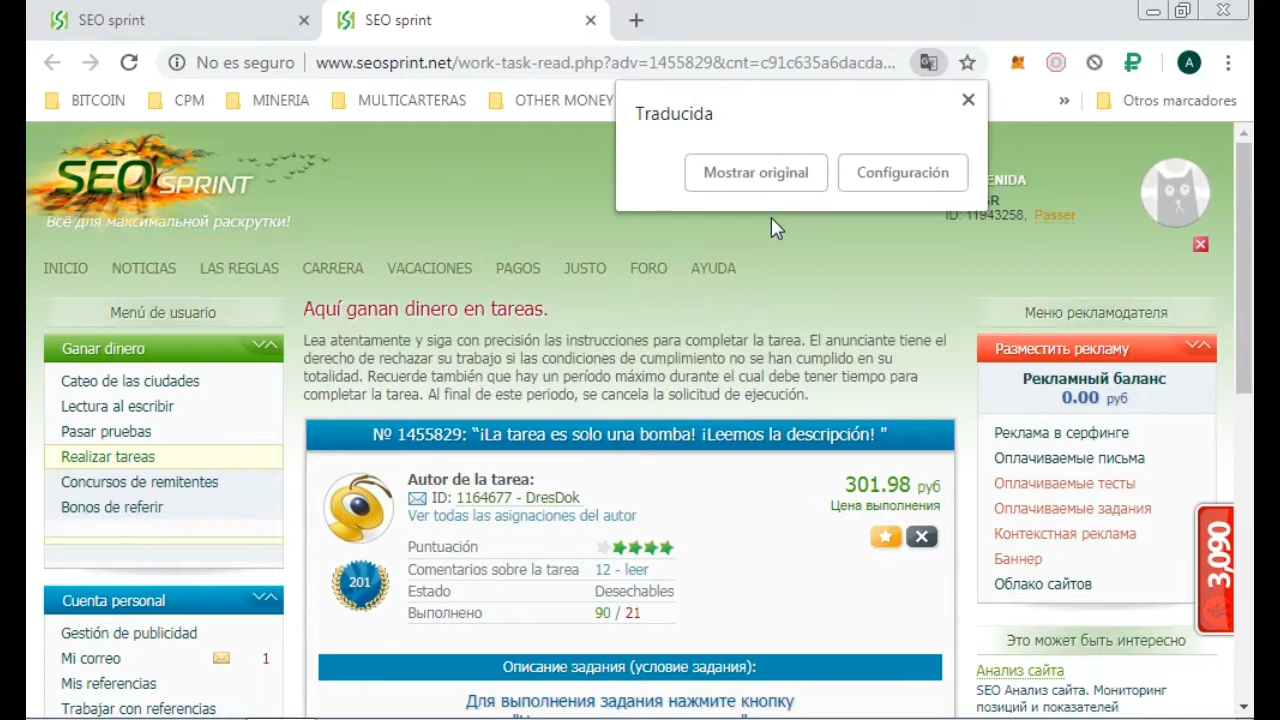 SEO sprint
SEO sprint
No es seguro
www.seosprint.net/work-task-read.php?adv=1455829&cnt=c91c635a6dacda...
A
BITCOIN
CPM
MINERIA
MULTICARTERAS
OTHER MONEY
»
Otros marcadores
Traducida
Mostrar original
Configuración
SEO SPRINT
Всё для максимальной раскрутки!
ENIDA
SR
ID: 11943258, Passer
INICIO
NOTICIAS
LAS REGLAS
CARRERA
VACACIONES
PAGOS
JUSTO
FORO
AYUDA
Menú de usuario
Ganar dinero
Cateo de las ciudades
Lectura al escribir
Pasar pruebas
Realizar tareas
Concursos de remitentes
Bonos de referir
Cuenta personal
Gestión de publicidad
Mi correo 1
Mis referencias
Trabajar con referencias
Aquí ganan dinero en tareas.
Lea atentamente y siga con precisión las instrucciones para completar la tarea. El anunciante tiene el
derecho de rechazar su trabajo si las condiciones de cumplimiento no se han cumplido en su
totalidad. Recuerde también que hay un período máximo durante el cual debe tener tiempo para
completar la tarea. Al final de este periodo, se cancela la solicitud de ejecución.
№ 1455829: “¡La tarea es solo una bomba! ¡Leemos la descripción! "
Autor de la tarea:
ID: 1164677 - DresDok
Ver todas las asignaciones del autor
301.98 руб
Цена выполнения
201
Puntuación
Comentarios sobre la tarea 12 - leer
Estado Desechables
Выполнено 90 / 21
Описание задания (условие задания):
Для выполнения задания нажмите кнопку
Меню рекламодателя
Разместить рекламу
Рекламный баланс
0.00 руб
Реклама в серфинге
Оплачиваемые письма
Оплачиваемые тесты
Оплачиваемые задания
Контекстная реклама
Баннер
Облако сайтов
3,090
Это может быть интересно
Анализ сайта
SEO Анализ сайта. Мониторинг
позиций и показателей